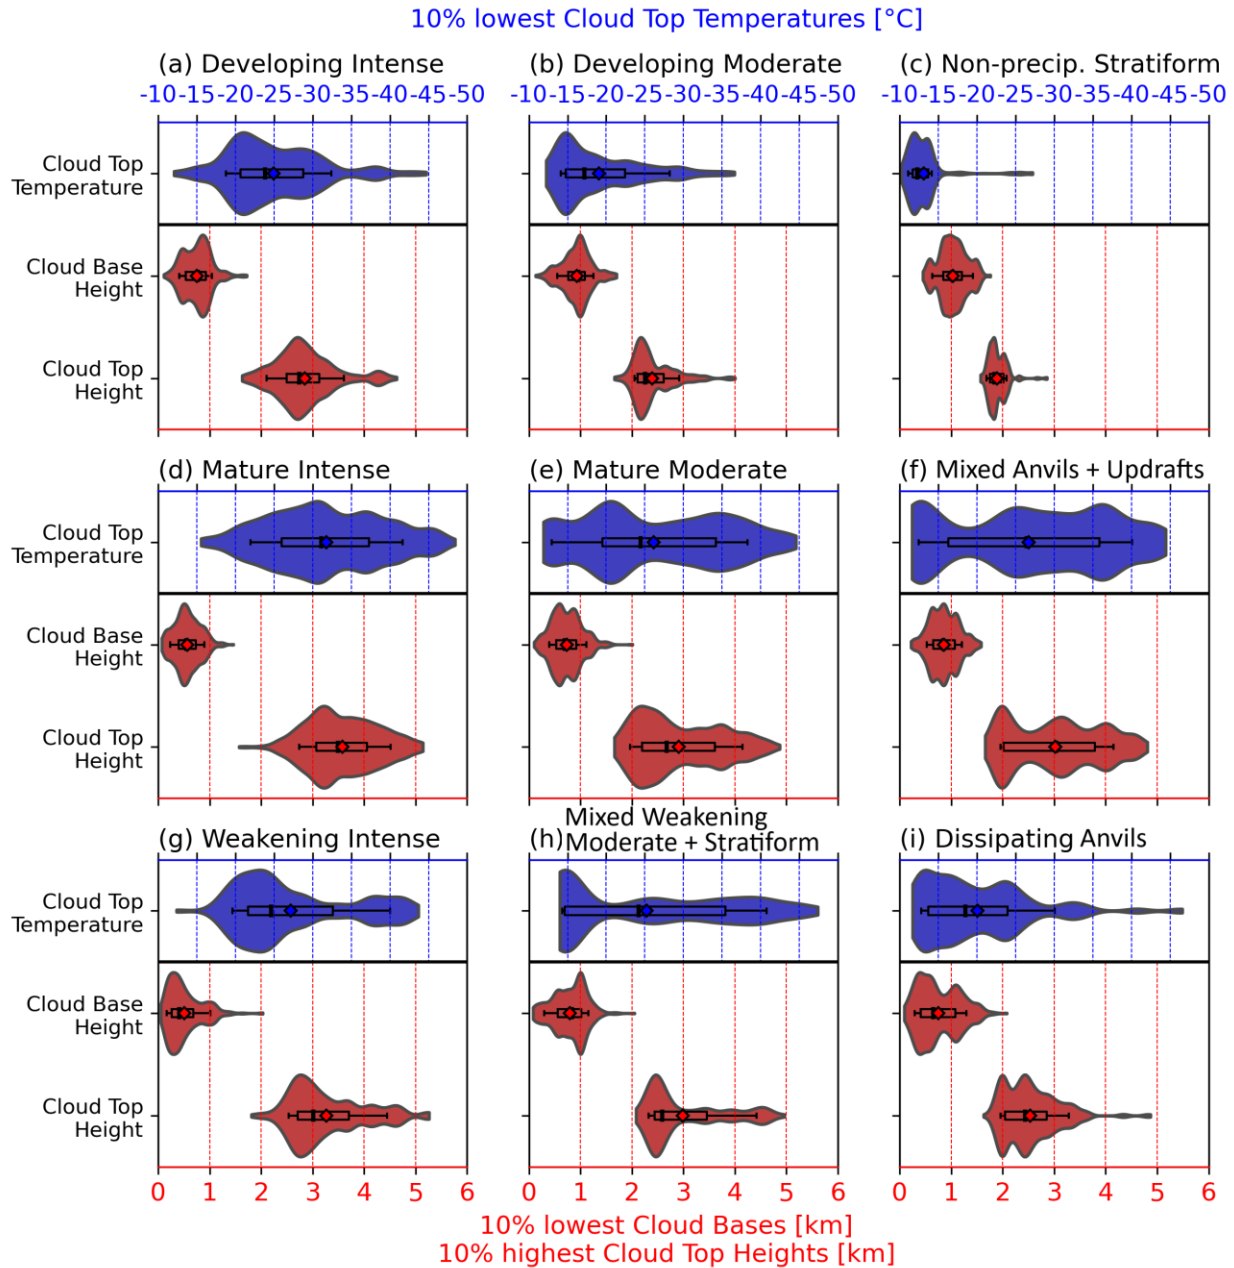 10% lowest Cloud Top Temperatures [°C]
(a) Developing Intense
(b) Developing Moderate
(c) Non-precip. Stratiform
-10-15-20-25-30-35-40-45-50
-10-15-20-25-30-35-40-45-50
-10-15-20-25-30-35-40-45-50
Cloud Top
Temperature
Cloud Base
Height
Cloud Top
Height
(d) Mature Intense
(e) Mature Moderate
(f) Mixed Anvils + Updrafts
Cloud Top
Temperature
Cloud Base
Height
Cloud Top
Height
(g) Weakening Intense
Mixed Weakening
(h)Moderate + Stratiform
(i) Dissipating Anvils
Cloud Top
Temperature
Cloud Base
Height
Cloud Top
Height
0 1 2 3 4 5 6
0 1 2 3 4 5 6
0 1 2 3 4 5 6
10% lowest Cloud Bases [km]
10% highest Cloud Top Heights [km]